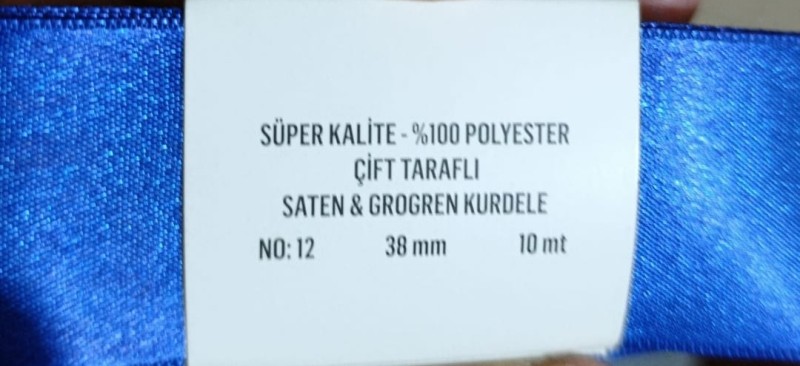 SÜPER KALİTE - %100 POLYESTER
ÇİFT TARAFLI
SATEN & GROGREN KURDELE
NO: 12 38 mm 10 mt